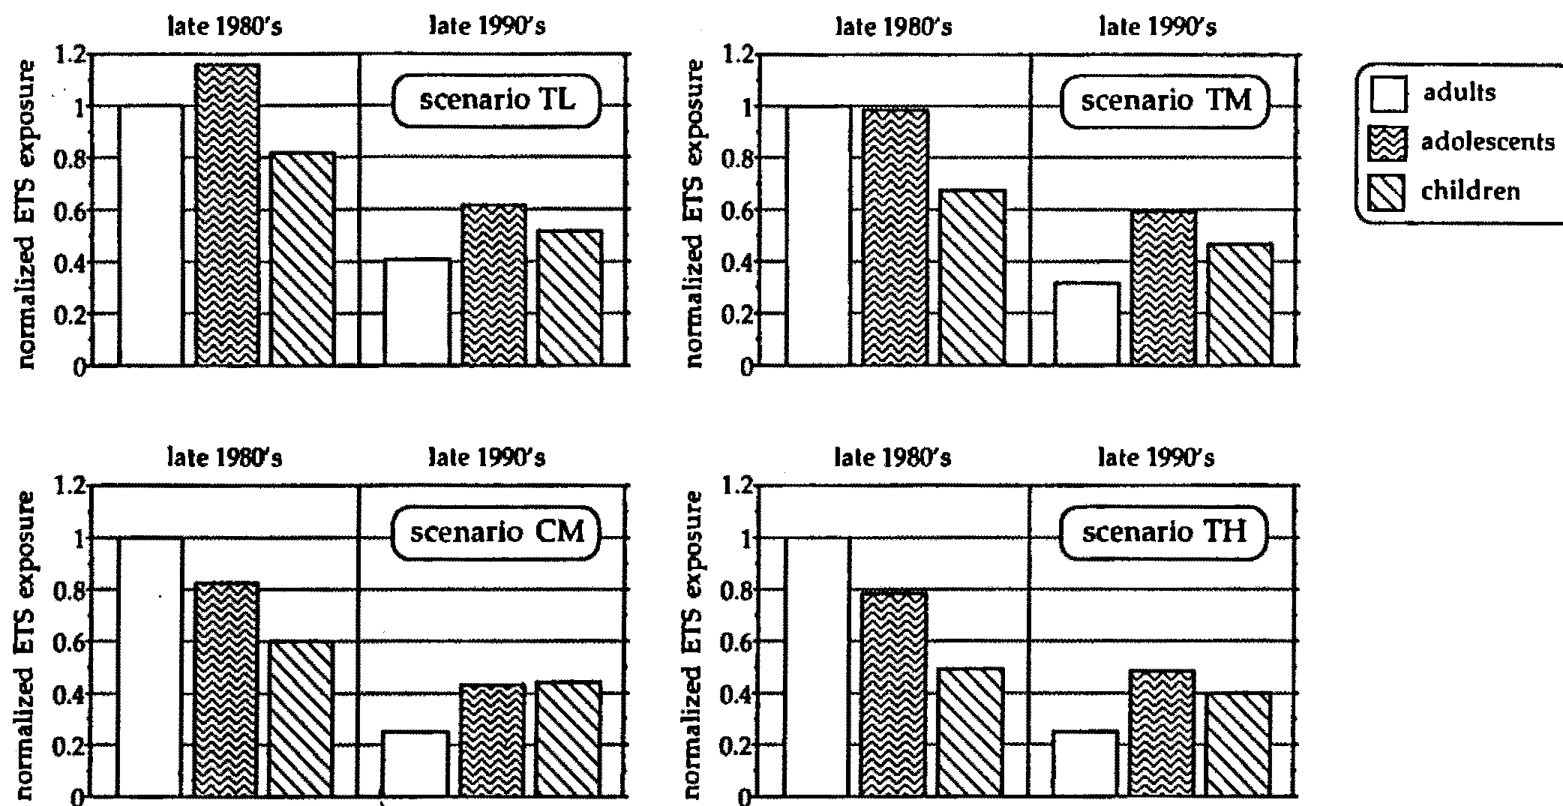 late 1980's late 1990's
normalized ETS exposure
1.2
1
0.8
0.6
0.4
0.2
0
scenario TL
late 1980's late 1990's
normalized ETS exposure
1.2
1
0.8
0.6
0.4
0.2
0
scenario TM
adults
adolescents
children
late 1980's late 1990's
normalized ETS exposure
1.2
1
0.8
0.6
0.4
0.2
0
scenario CM
late 1980's late 1990's
normalized ETS exposure
1.2
1
0.8
0.6
0.4
0.2
0
scenario TH